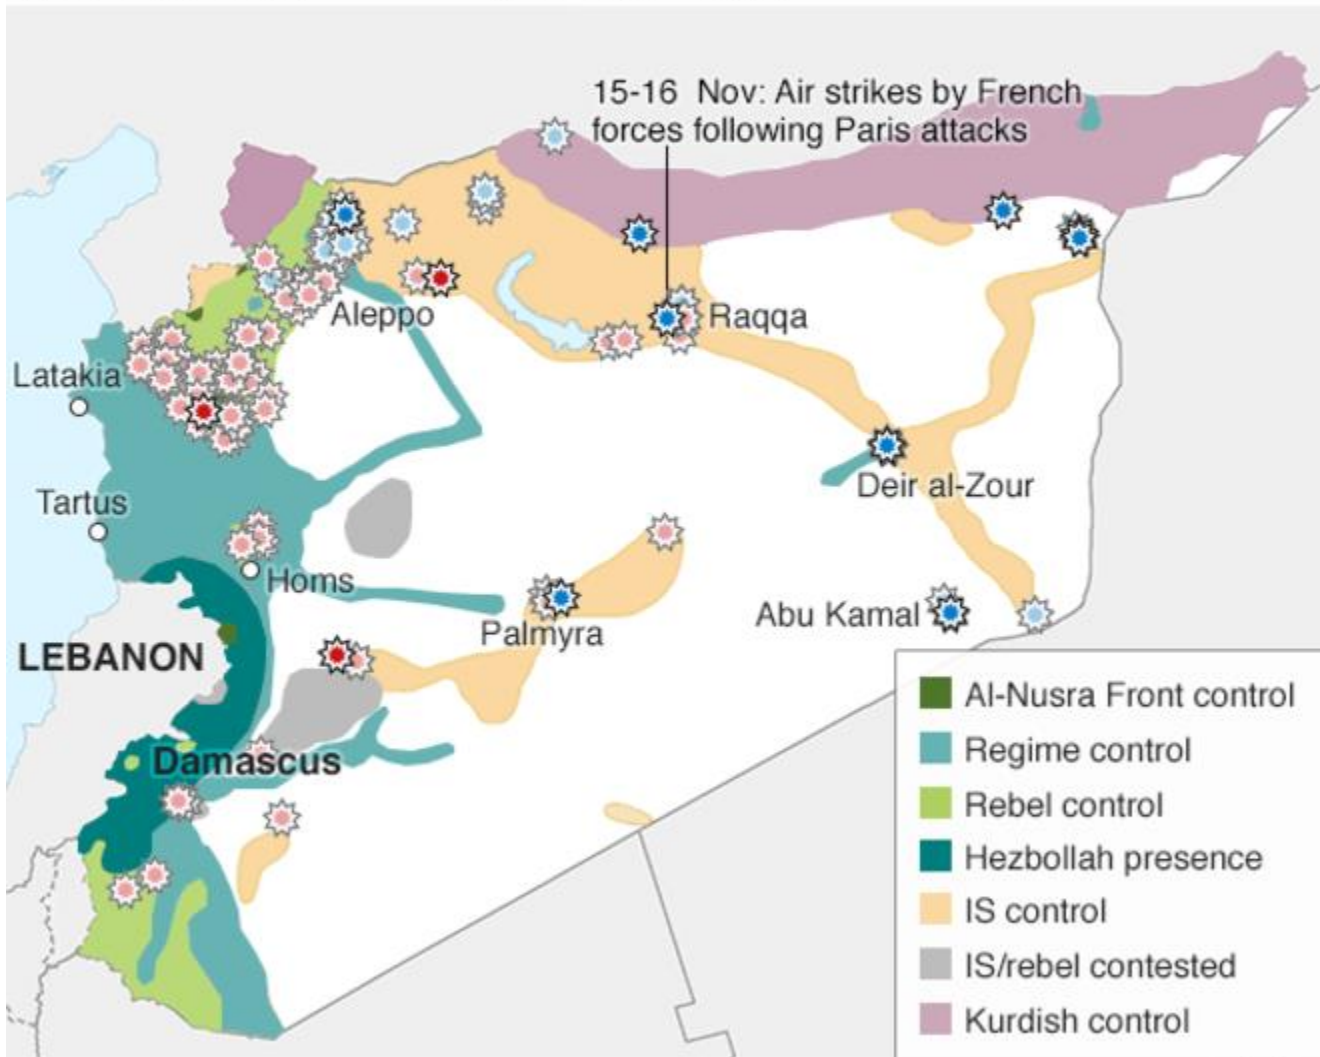 15-16 Nov: Air strikes by French
forces following Paris attacks
Aleppo
Raqqa
Latakia
Deir al-Zour
Tartus
Homs
Palmyra
Abu Kamal
LEBANON
Damascus
Al-Nusra Front control
Regime control
Rebel control
Hezbollah presence
IS control
IS/rebel contested
Kurdish control